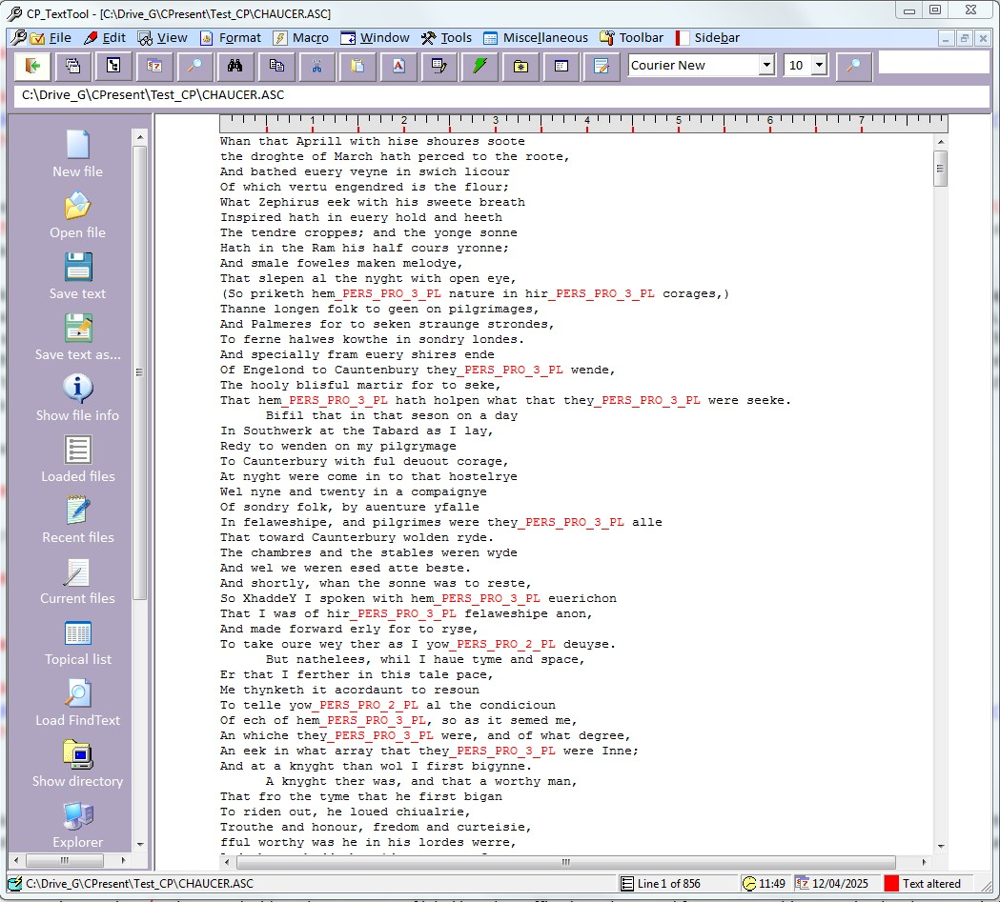 CP_TextTool - [C:\Drive_G\CPresent\Test_CP\CHAUCER.ASC]
File Edit View Format Macro Window Tools Miscellaneous Toolbar Sidebar
Courier New 10
C:\Drive_G\CPresent\Test_CP\CHAUCER.ASC
1 2 3 4 5 6 7
New file
Open file
Save text
Save text as...
Show file info
Loaded files
Recent files
Current files
Topical list
Load FindText
Show directory
Explorer
Whan that Aprill with hise shoures soote
the droghte of March hath perced to the roote,
And bathed euery veyne in swich licour
Of which vertu engendred is the flour;
What Zephirus eek with his sweete breath
Inspired hath in euery hold and heeth
The tendre croppes; and the yonge sonne
Hath in the Ram his half cours yronne;
And smale foweles maken melodye,
That slepen al the nyght with open eye,
(So priketh hem_PERS_PRO_3_PL nature in hir_PERS_PRO_3_PL corages,)
Thanne longen folk to geen on pilgrimages,
And Palmeres for to seken straunge strondes,
To ferne halwes kowthe in sondry londes.
And specially fram euery shires ende
Of Engelond to Cauntenbury they_PERS_PRO_3_PL wende,
The hooly blisful martir for to seke,
That hem_PERS_PRO_3_PL hath holpen what that they_PERS_PRO_3_PL were seeke.
Bifil that in that seson on a day
In Southwerk at the Tabard as I lay,
Redy to wenden on my pilgrymage
To Caunterbury with ful deuout corage,
At nyght were come in to that hostelrye
Wel nyne and twenty in a compaignye
Of sondry folk, by auenture yfalle
In felaweshipe, and pilgrimes were they_PERS_PRO_3_PL alle
That toward Caunterbury wolden ryde.
The chambres and the stables weren wyde
And wel we weren esed atte beste.
And shortly, whan the sonne was to reste,
So XhaddeY I spoken with hem_PERS_PRO_3_PL euerichon
That I was of hir_PERS_PRO_3_PL felaweshipe anon,
And made forward erly for to ryse,
To take oure wey ther as I yow_PERS_PRO_2_PL deuyse.
But nathelees, whil I haue tyme and space,
Er that I ferther in this tale pace,
Me thynketh it acordaunt to resoun
To telle yow_PERS_PRO_2_PL al the condicioun
Of ech of hem_PERS_PRO_3_PL, so as it semed me,
An whiche they_PERS_PRO_3_PL were, and of what degree,
An eek in what array that they_PERS_PRO_3_PL were Inne;
And at a knyght than wol I first bigynne.
A knyght ther was, and that a worthy man,
That fro the tyme that he first bigan
To riden out, he loued chiualrie,
Trouthe and honour, fredom and curteisie,
fful worthy was he in his lordes werre,
C:\Drive_G\CPresent\Test_CP\CHAUCER.ASC Line 1 of 856 11:49 12/04/2025 Text altered